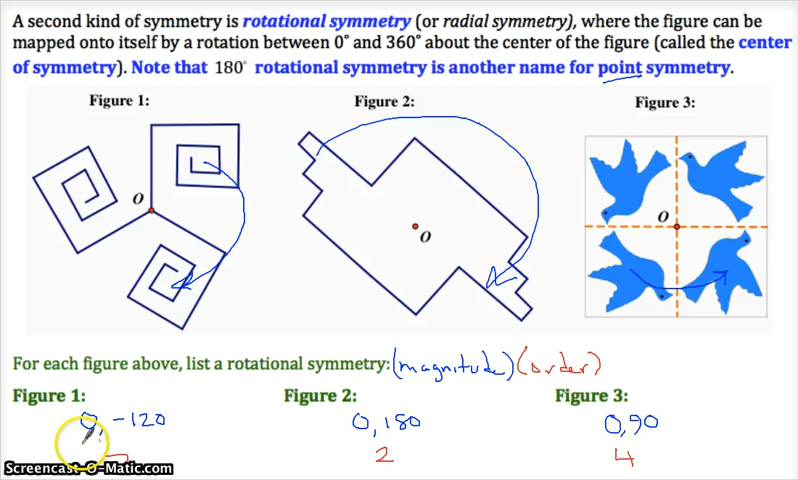 A second kind of symmetry is rotational symmetry (or radial symmetry), where the figure can be
mapped onto itself by a rotation between 0° and 360° about the center of the figure (called the center
of symmetry). Note that 180° rotational symmetry is another name for point symmetry.
Figure 1: Figure 2: Figure 3:
O O O
For each figure above, list a rotational symmetry: (magnitude) (order)
Figure 1: Figure 2: Figure 3:
O, -120 O, 180 O, 90
2 4
Screencast-O-Matic.com